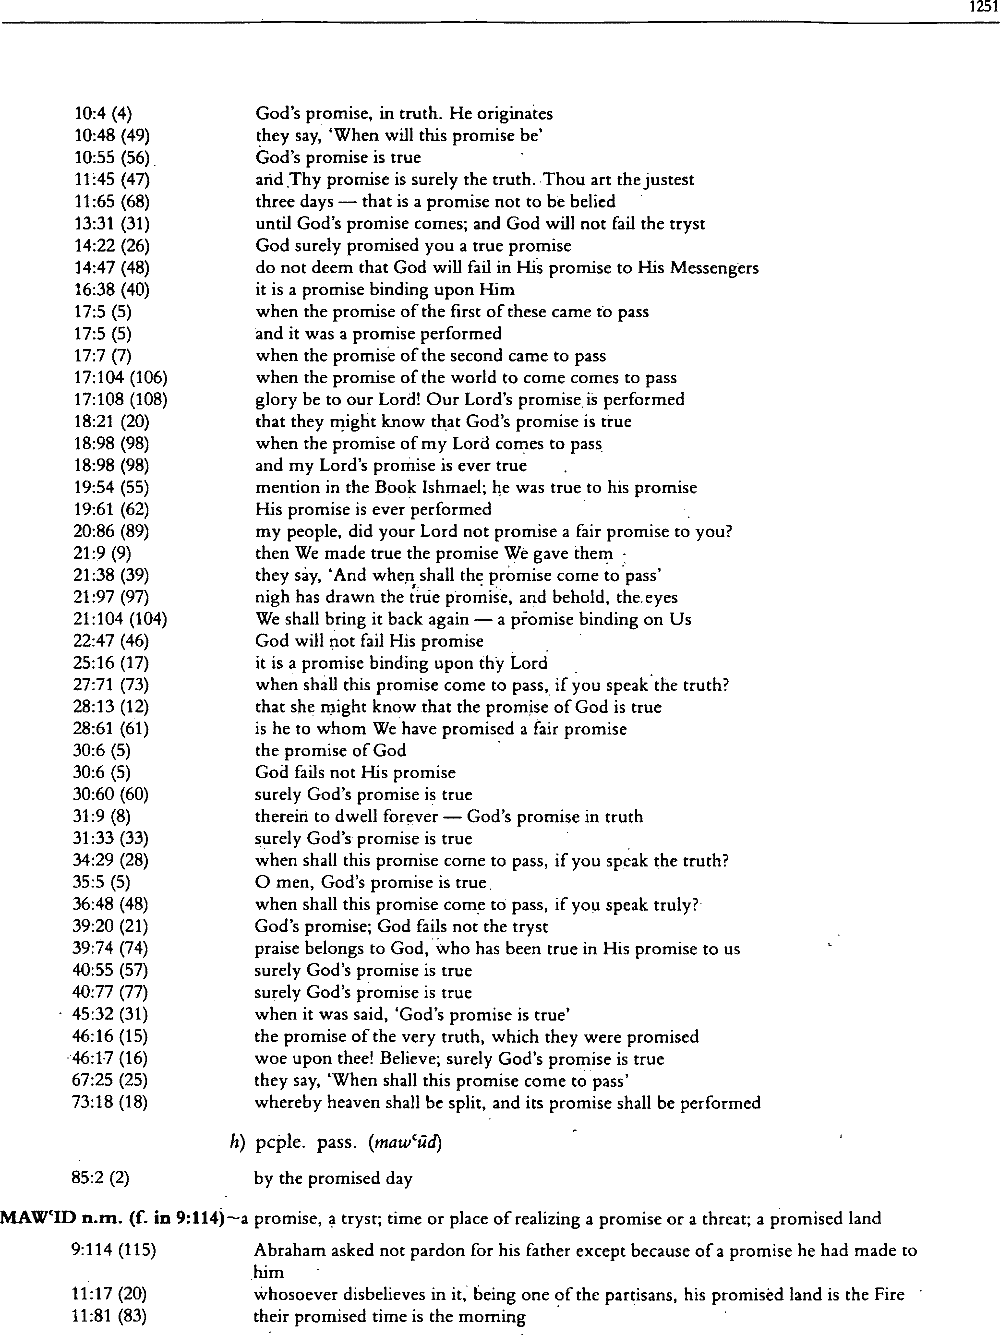 1251
10:4 (4) God's promise, in truth. He originates
10:48 (49) they say, 'When will this promise be'
10:55 (56) God's promise is true
11:45 (47) and Thy promise is surely the truth. Thou art the justest
11:65 (68) three days — that is a promise not to be belied
13:31 (31) until God's promise comes; and God will not fail the tryst
14:22 (26) God surely promised you a true promise
14:47 (48) do not deem that God will fail in His promise to His Messengers
16:38 (40) it is a promise binding upon Him
17:5 (5) when the promise of the first of these came to pass
17:5 (5) and it was a promise performed
17:7 (7) when the promise of the second came to pass
17:104 (106) when the promise of the world to come comes to pass
17:108 (108) glory be to our Lord! Our Lord's promise is performed
18:21 (20) that they might know that God's promise is true
18:98 (98) when the promise of my Lord comes to pass
18:98 (98) and my Lord's promise is ever true
19:54 (55) mention in the Book Ishmael; he was true to his promise
19:61 (62) His promise is ever performed
20:86 (89) my people, did your Lord not promise a fair promise to you?
21:9 (9) then We made true the promise We gave them
21:38 (39) they say, 'And when shall the promise come to pass'
21:97 (97) nigh has drawn the true promise, and behold, the eyes
21:104 (104) We shall bring it back again — a promise binding on Us
22:47 (46) God will not fail His promise
25:16 (17) it is a promise binding upon thy Lord
27:71 (73) when shall this promise come to pass, if you speak the truth?
28:13 (12) that she might know that the promise of God is true
28:61 (61) is he to whom We have promised a fair promise
30:6 (5) the promise of God
30:6 (5) God fails not His promise
30:60 (60) surely God's promise is true
31:9 (8) therein to dwell forever — God's promise in truth
31:33 (33) surely God's promise is true
34:29 (28) when shall this promise come to pass, if you speak the truth?
35:5 (5) O men, God's promise is true
36:48 (48) when shall this promise come to pass, if you speak truly?
39:20 (21) God's promise; God fails not the tryst
39:74 (74) praise belongs to God, who has been true in His promise to us
40:55 (57) surely God's promise is true
40:77 (77) surely God's promise is true
45:32 (31) when it was said, 'God's promise is true'
46:16 (15) the promise of the very truth, which they were promised
46:17 (16) woe upon thee! Believe; surely God's promise is true
67:25 (25) they say, 'When shall this promise come to pass'
73:18 (18) whereby heaven shall be split, and its promise shall be performed
h) pcple. pass. (mawʿūd)
85:2 (2) by the promised day
MAWʿID n.m. (f. in 9:114)~a promise, a tryst; time or place of realizing a promise or a threat; a promised land
9:114 (115) Abraham asked not pardon for his father except because of a promise he had made to
him
11:17 (20) whosoever disbelieves in it, being one of the partisans, his promised land is the Fire
11:81 (83) their promised time is the morning